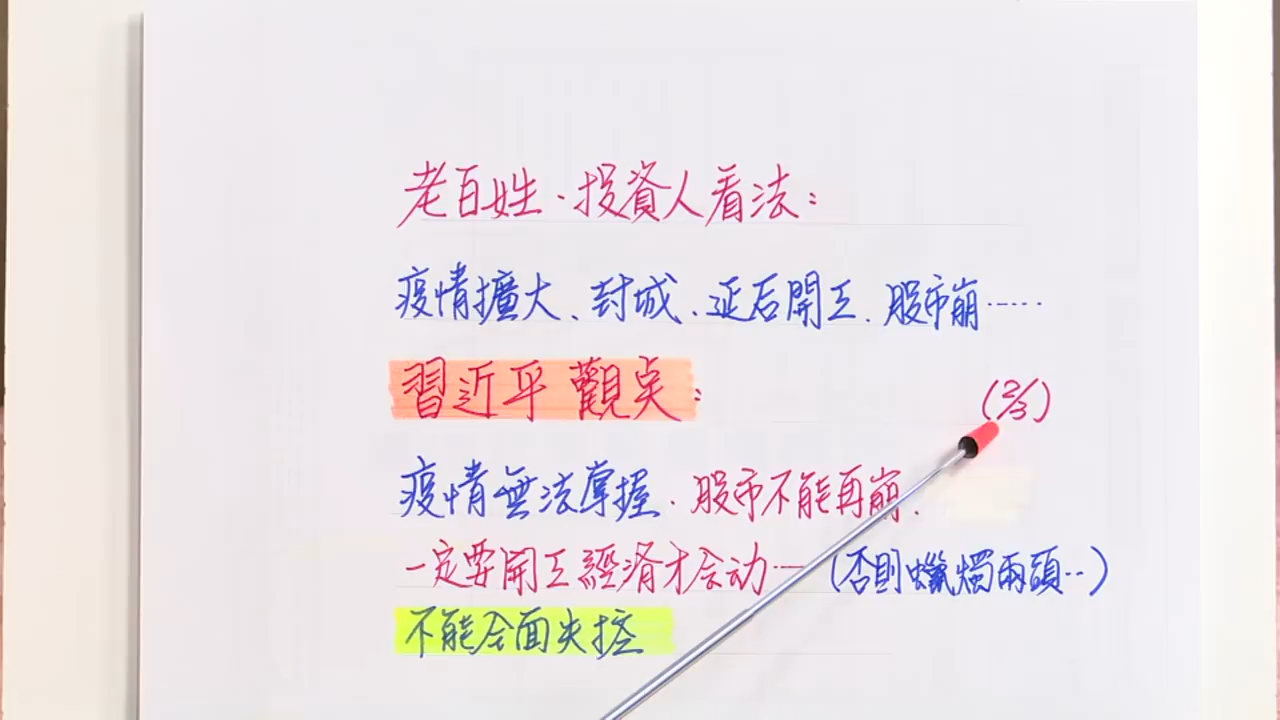 老百姓．投資人看法：
疫情擴大、封城、延后開工、股市崩……
習近平 觀点：
(2/3)
疫情無法掌握．股市不能再崩．
一定要開工經濟才会动… (否則蠟燭兩頭..)
不能全面失控